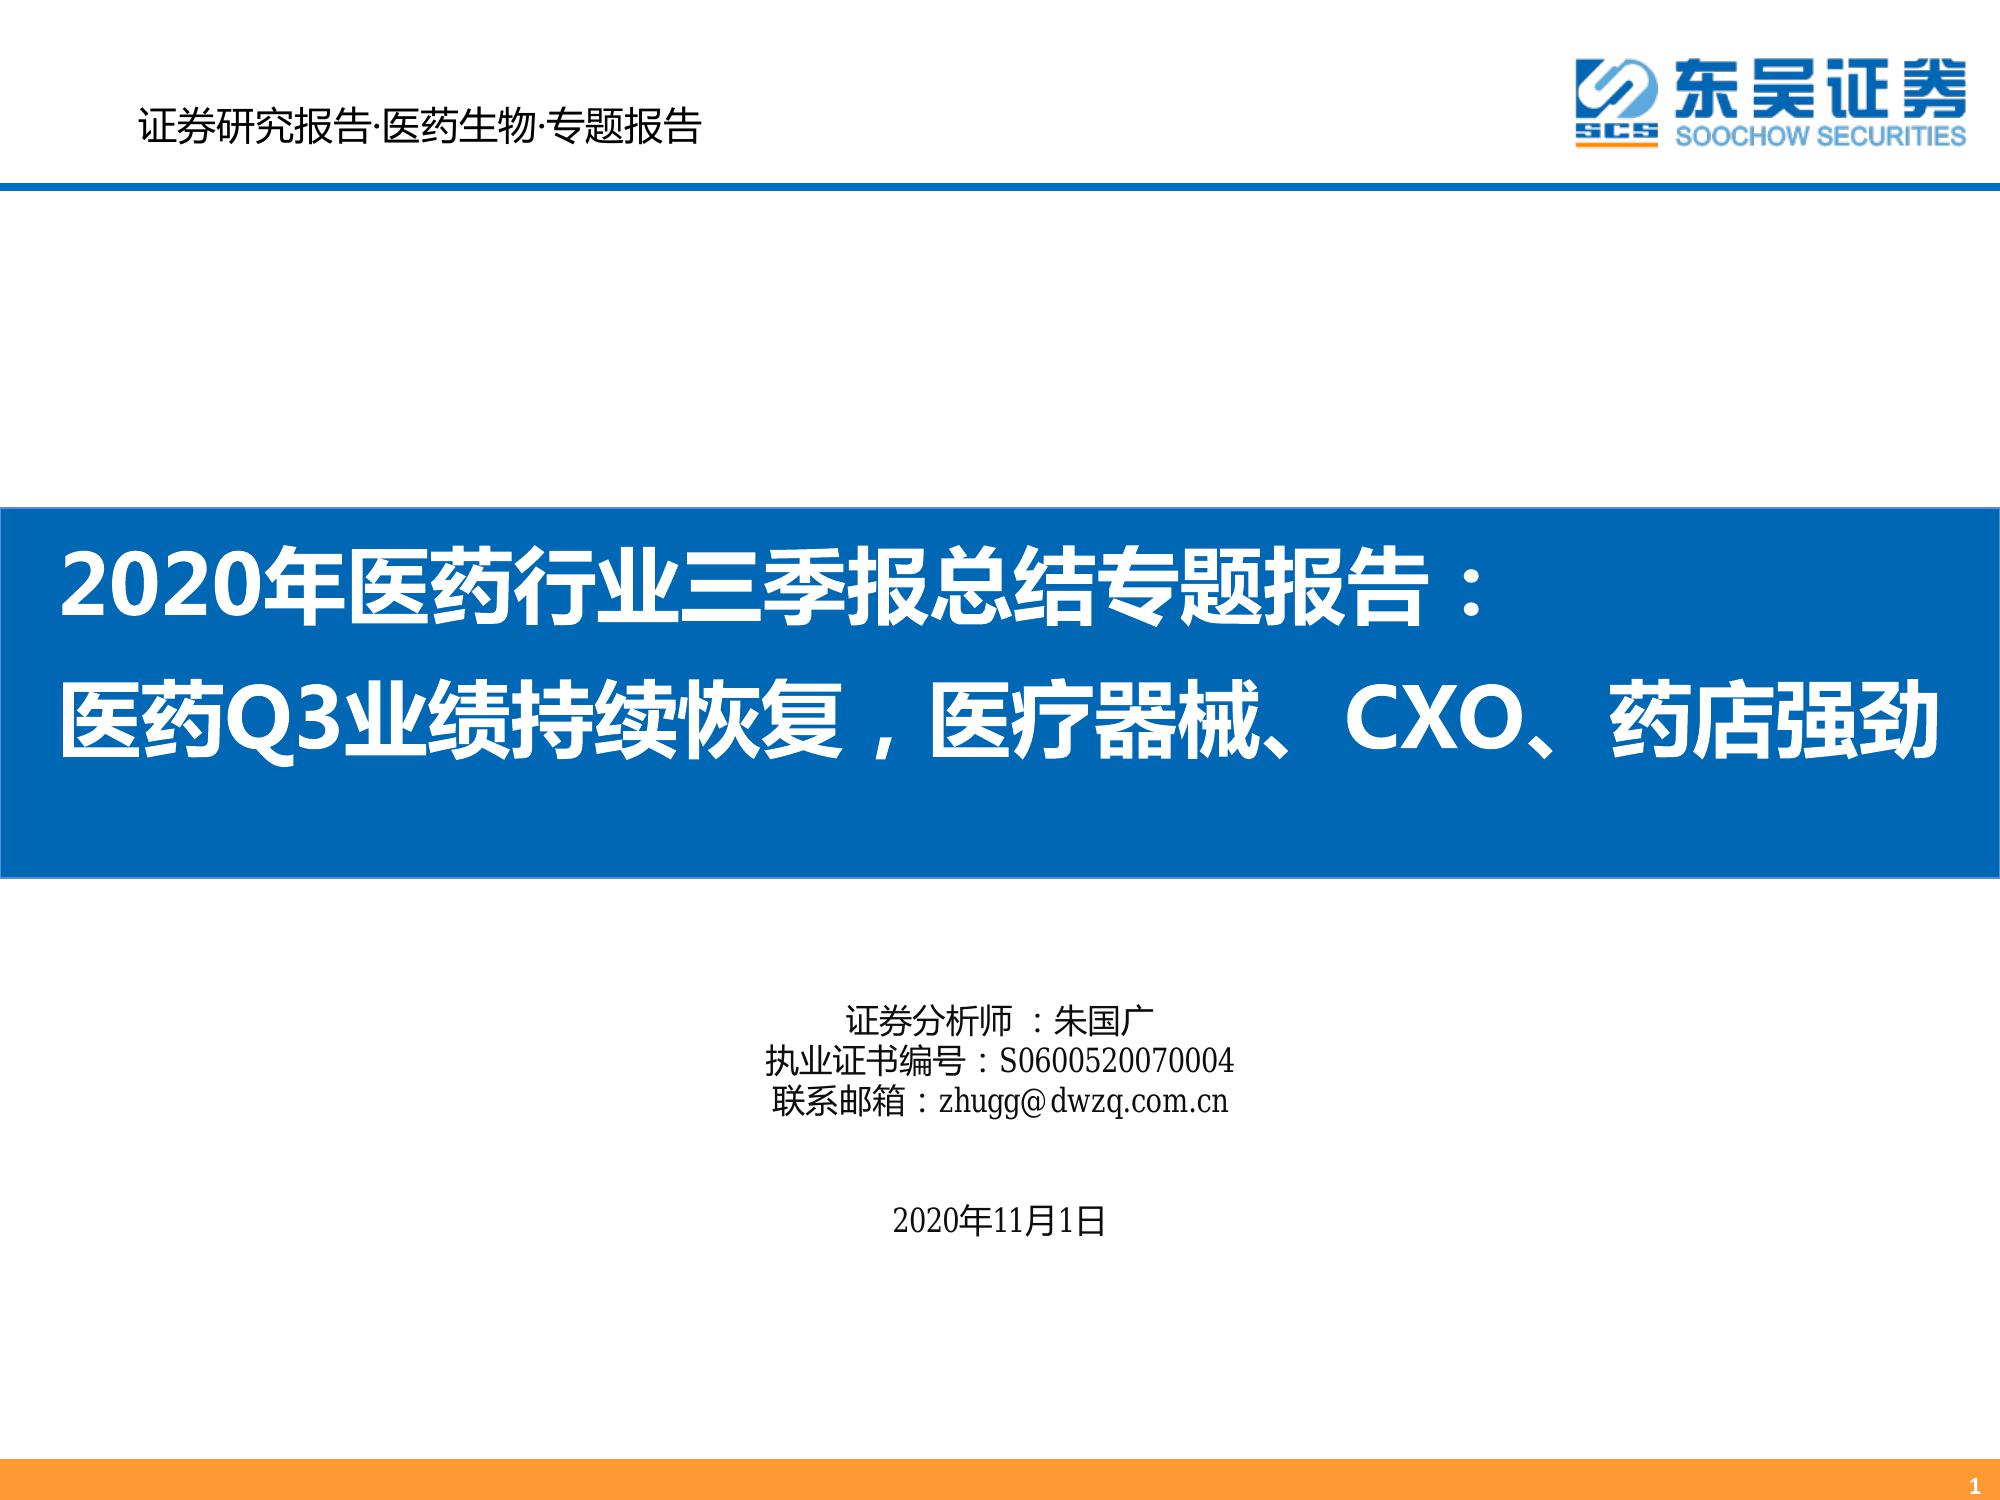 证券研究报告·医药生物·专题报告
东吴证券
SCS
SOOCHOW SECURITIES
2020年医药行业三季报总结专题报告：
医药Q3业绩持续恢复，医疗器械、CXO、药店强劲
证券分析师 ：朱国广
执业证书编号：S0600520070004
联系邮箱：zhugg@dwzq.com.cn
2020年11月1日
1